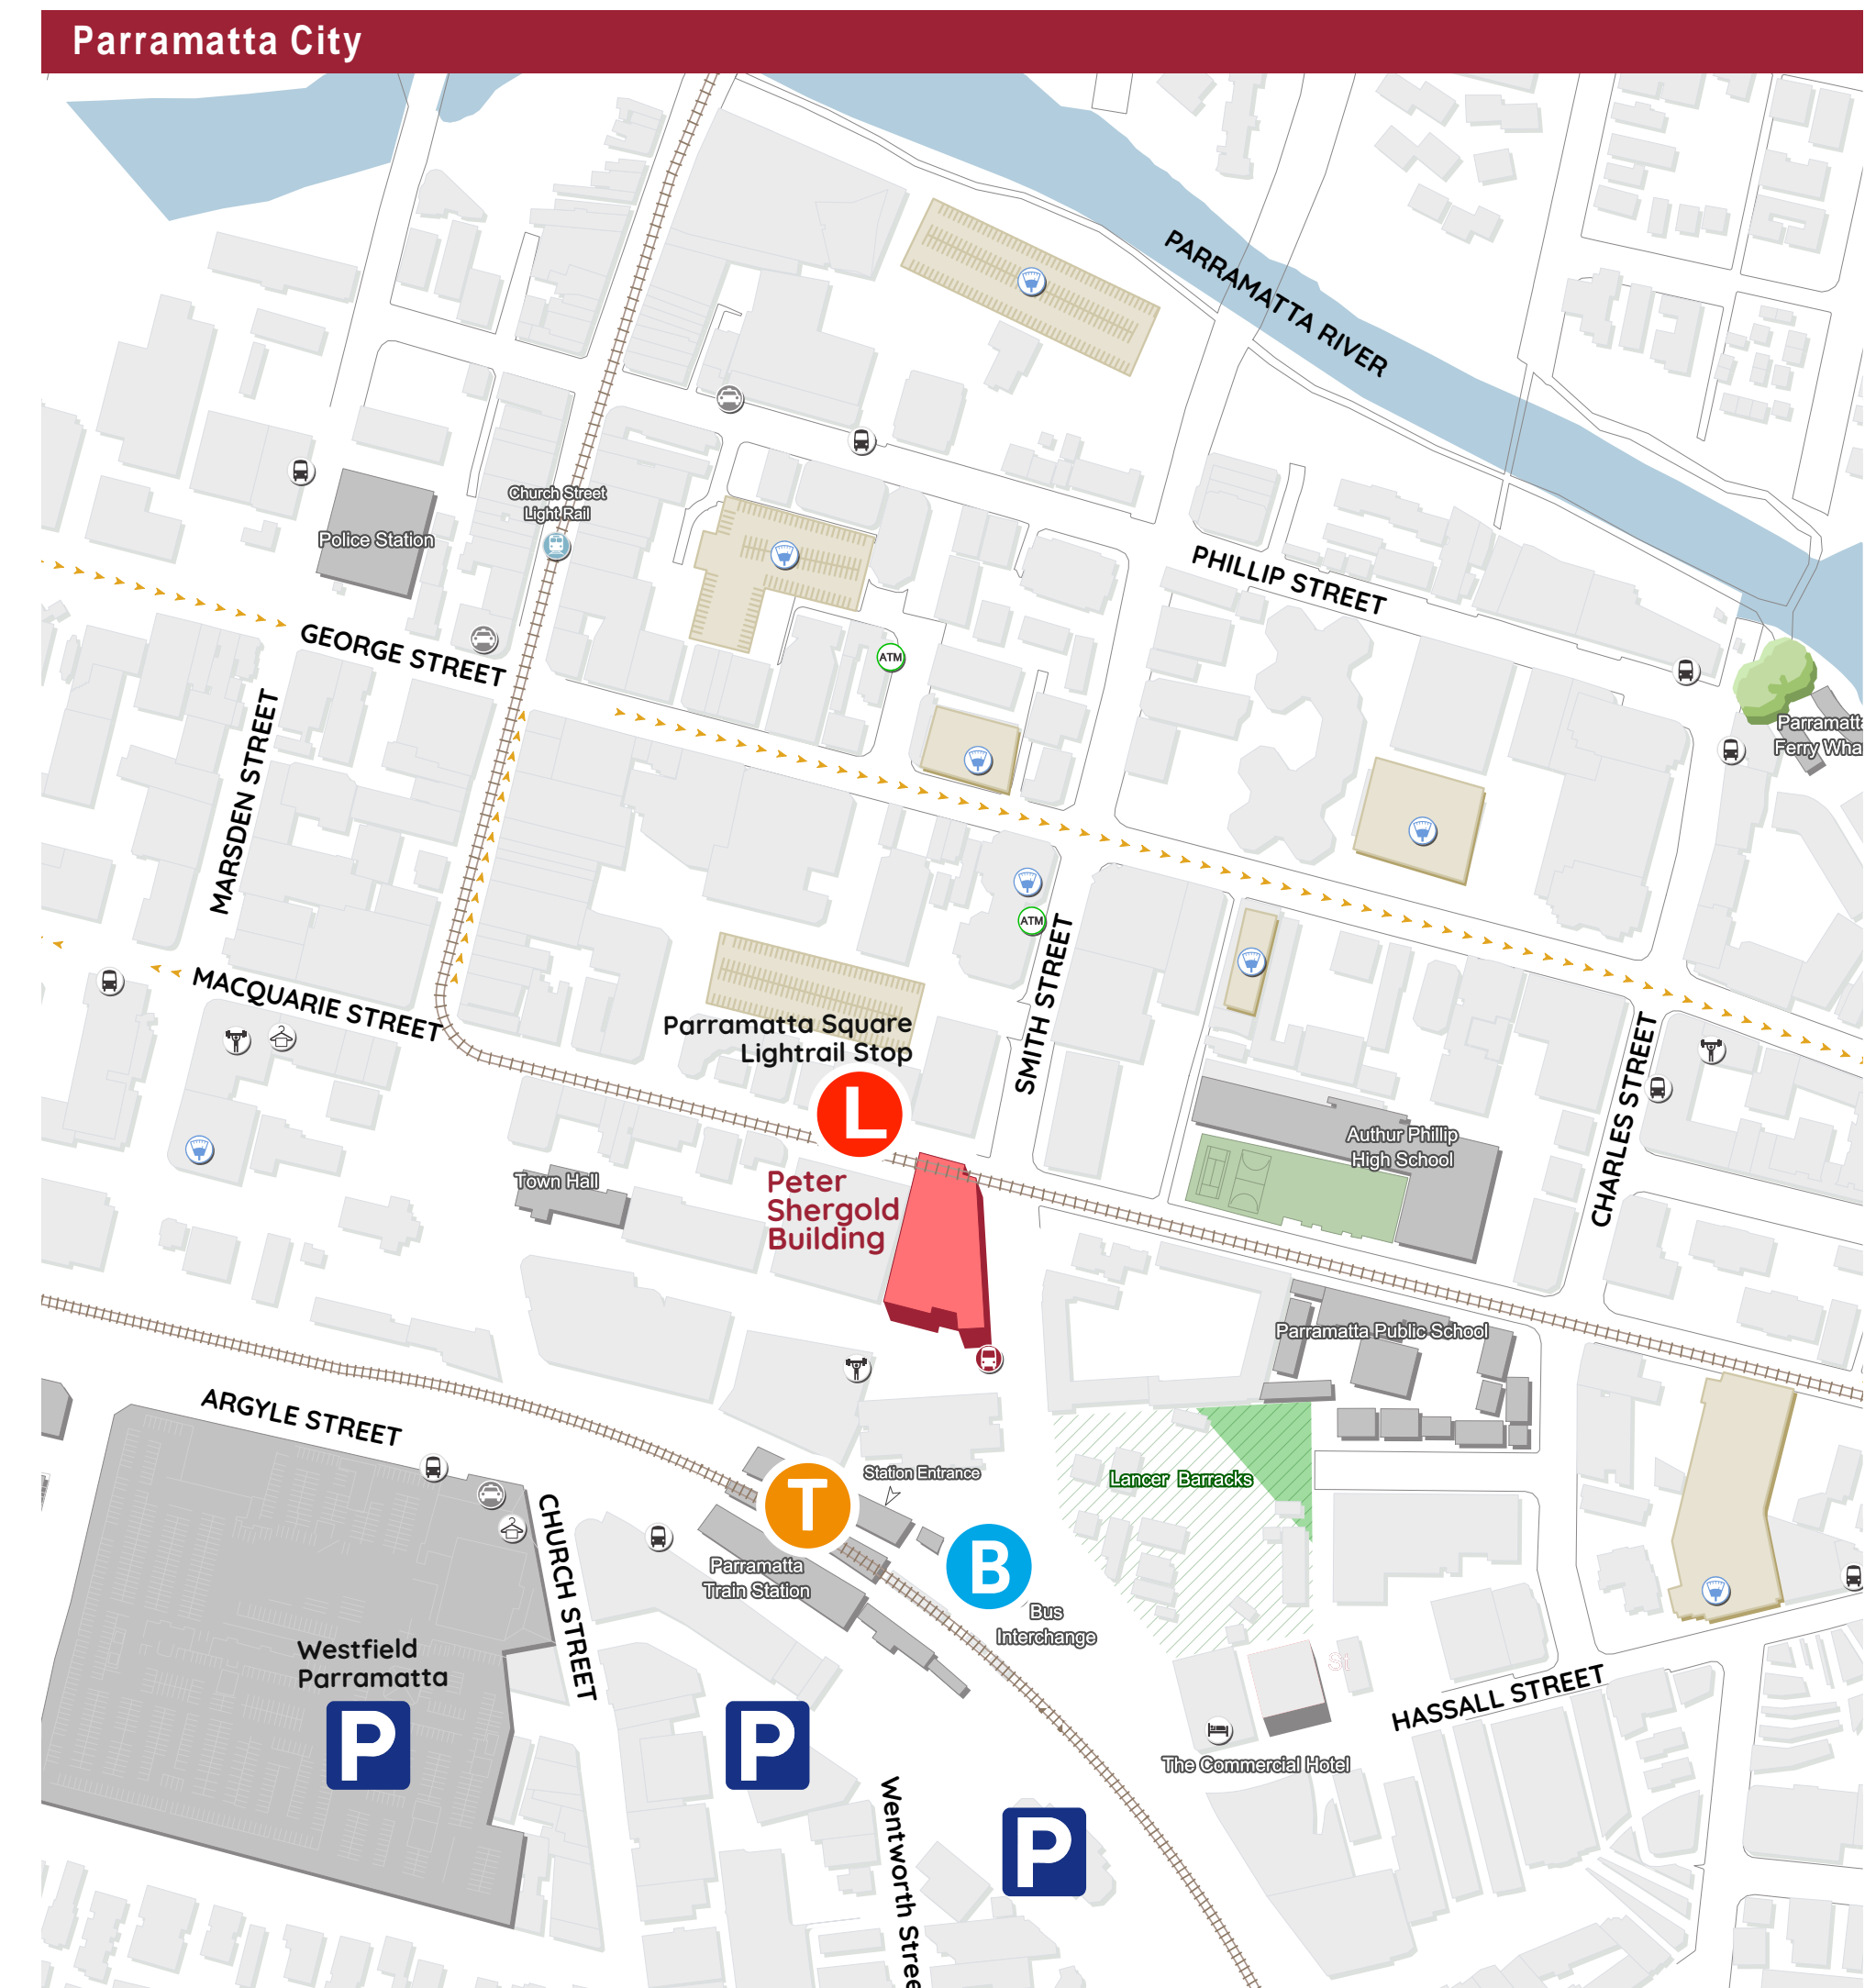 Parramatta City
PARRAMATTA RIVER
Church Street
Light Rail
Police Station
PHILLIP STREET
GEORGE STREET
ATM
Parramatt
Ferry Wha
MARSDEN STREET
ATM
SMITH STREET
MACQUARIE STREET
Parramatta Square
Lightrail Stop
L
CHARLES STREET
Authur Phillip
High School
Town Hall
Peter
Shergold
Building
Parramatta Public School
ARGYLE STREET
Station Entrance
Lancer Barracks
T
CHURCH STREET
B
Parramatta
Train Station
Bus
Interchange
Westfield
Parramatta
P
P
P
HASSALL STREET
The Commercial Hotel
Wentworth Stree